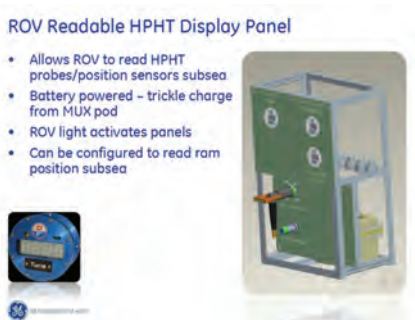 ROV Readable HPHT Display Panel
• Allows ROV to read HPHT
probes/position sensors subsea
• Battery powered – trickle charge
from MUX pod
• ROV light activates panels
• Can be configured to read ram
position subsea